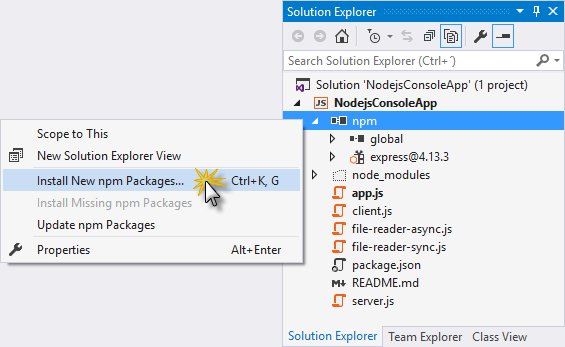 Solution Explorer
Search Solution Explorer (Ctrl+´)
Solution 'NodejsConsoleApp' (1 project)
JS NodejsConsoleApp
npm
global
express@4.13.3
node_modules
app.js
client.js
file-reader-async.js
file-reader-sync.js
package.json
M↓ README.md
server.js
Solution Explorer Team Explorer Class View
Scope to This
New Solution Explorer View
Install New npm Packages... Ctrl+K, G
Install Missing npm Packages
Update npm Packages
Properties Alt+Enter